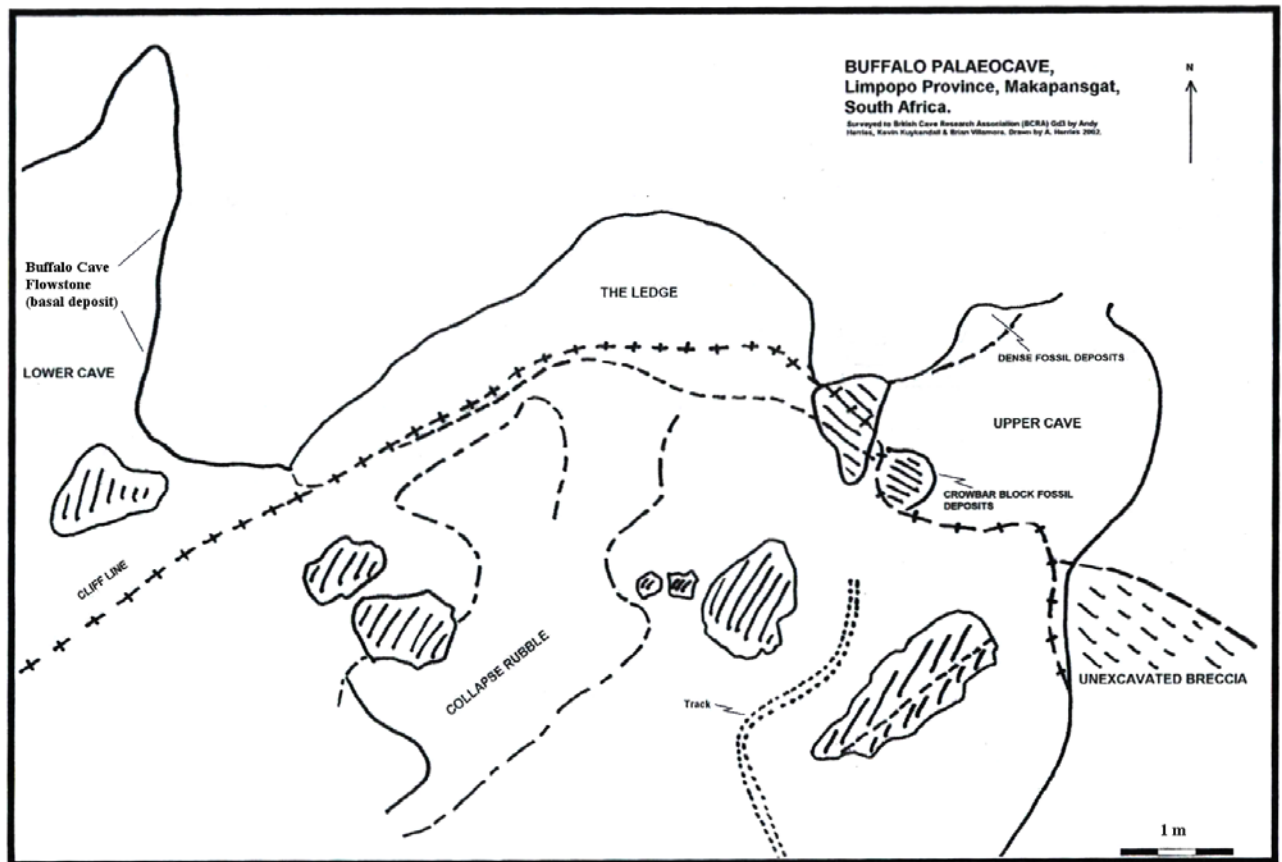 BUFFALO PALAEOCAVE,
Limpopo Province, Makapansgat,
South Africa.
Surveyed to British Cave Research Association (BCRA) Gd3 by Andy
Herries, Kevin Kuykendall & Brian Villamora. Drawn by A. Herries 2002.
N
Buffalo Cave
Flowstone
(basal deposit)
THE LEDGE
LOWER CAVE
DENSE FOSSIL DEPOSITS
UPPER CAVE
CROWBAR BLOCK FOSSIL
DEPOSITS
CLIFF LINE
COLLAPSE RUBBLE
UNEXCAVATED BRECCIA
Track
1 m